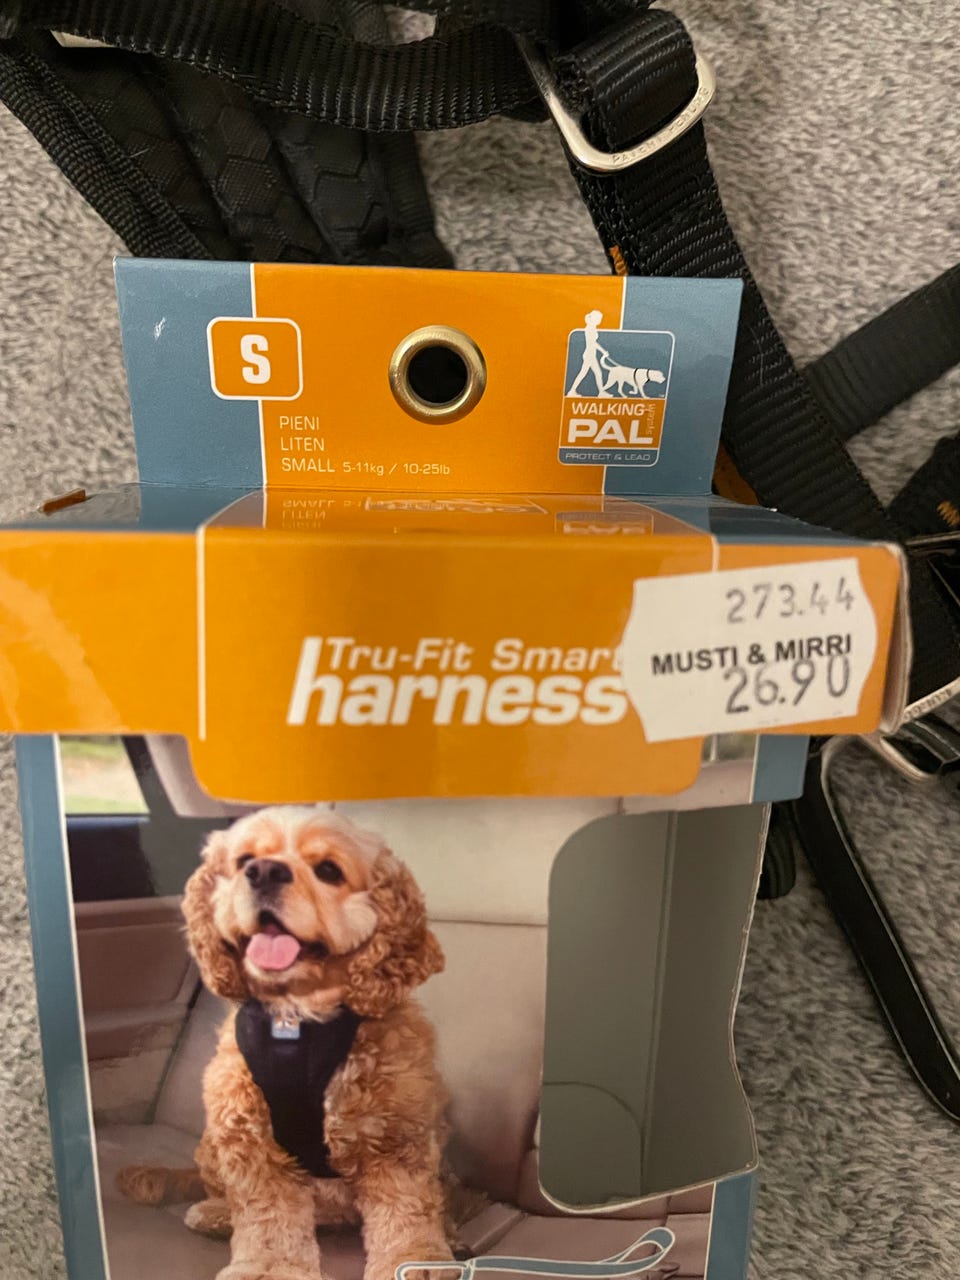 S
PIENI
LITEN
SMALL 5-11kg / 10-25lb
WALKING
PAL
PROTECT & LEAD
Tru-Fit Smart
harness
273.44
MUSTI & MIRRI
26.90